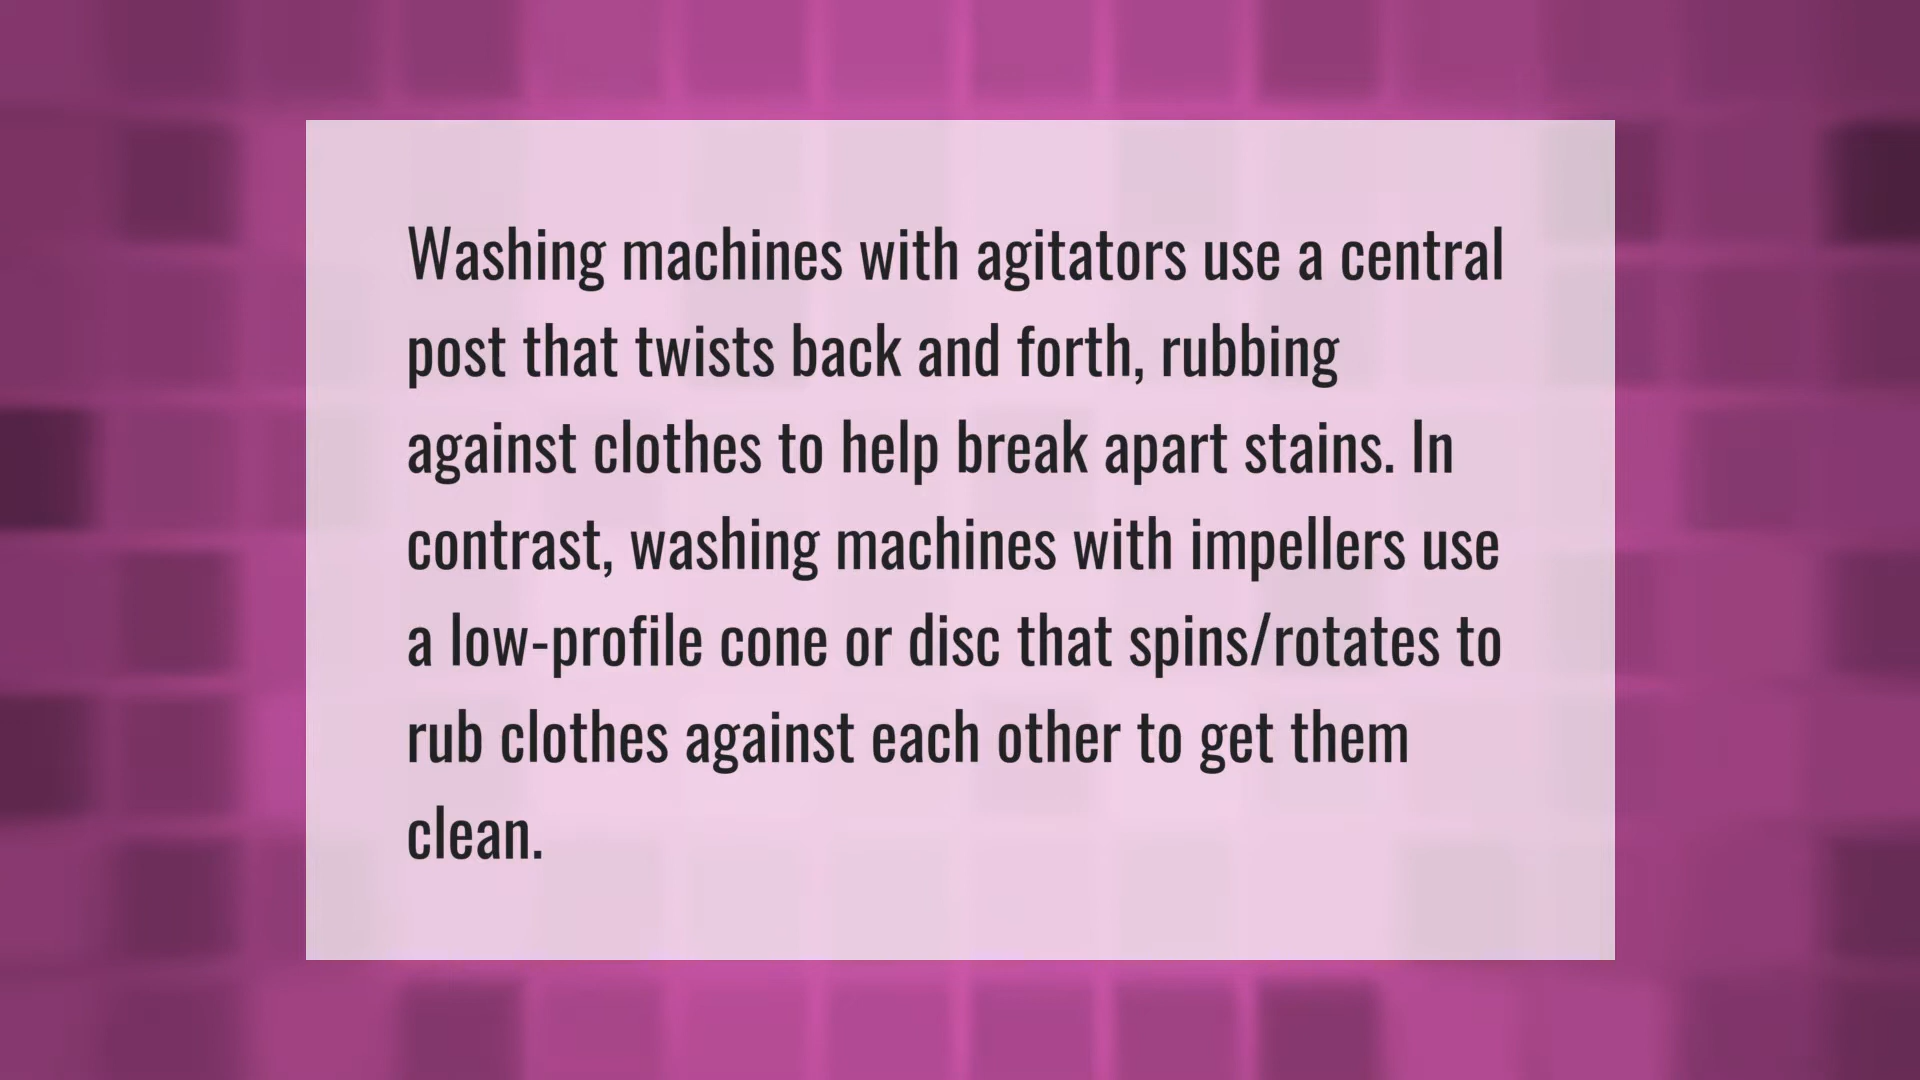 Washing machines with agitators use a central
post that twists back and forth, rubbing
against clothes to help break apart stains. In
contrast, washing machines with impellers use
a low-profile cone or disc that spins/rotates to
rub clothes against each other to get them
clean.